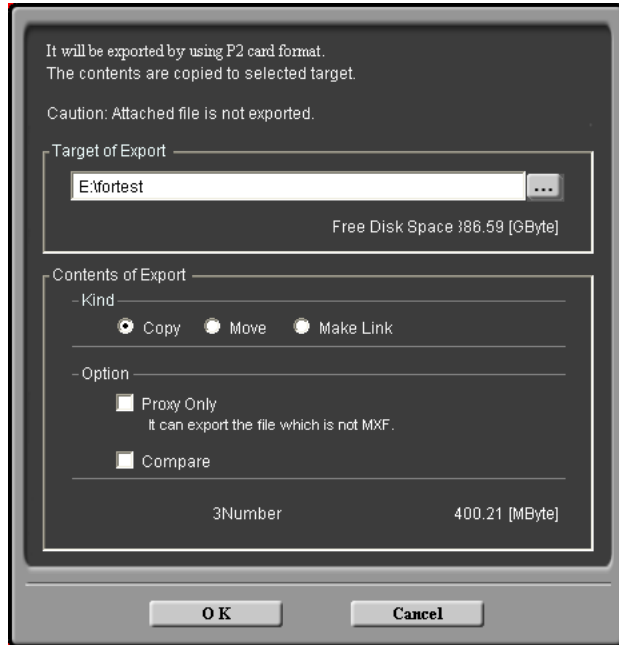 It will be exported by using P2 card format.
The contents are copied to selected target.
Caution: Attached file is not exported.
Target of Export
E:\fortest
...
Free Disk Space 386.59 [GByte]
Contents of Export
Kind
Copy Move Make Link
Option
Proxy Only
It can export the file which is not MXF.
Compare
3Number 400.21 [MByte]
OK Cancel